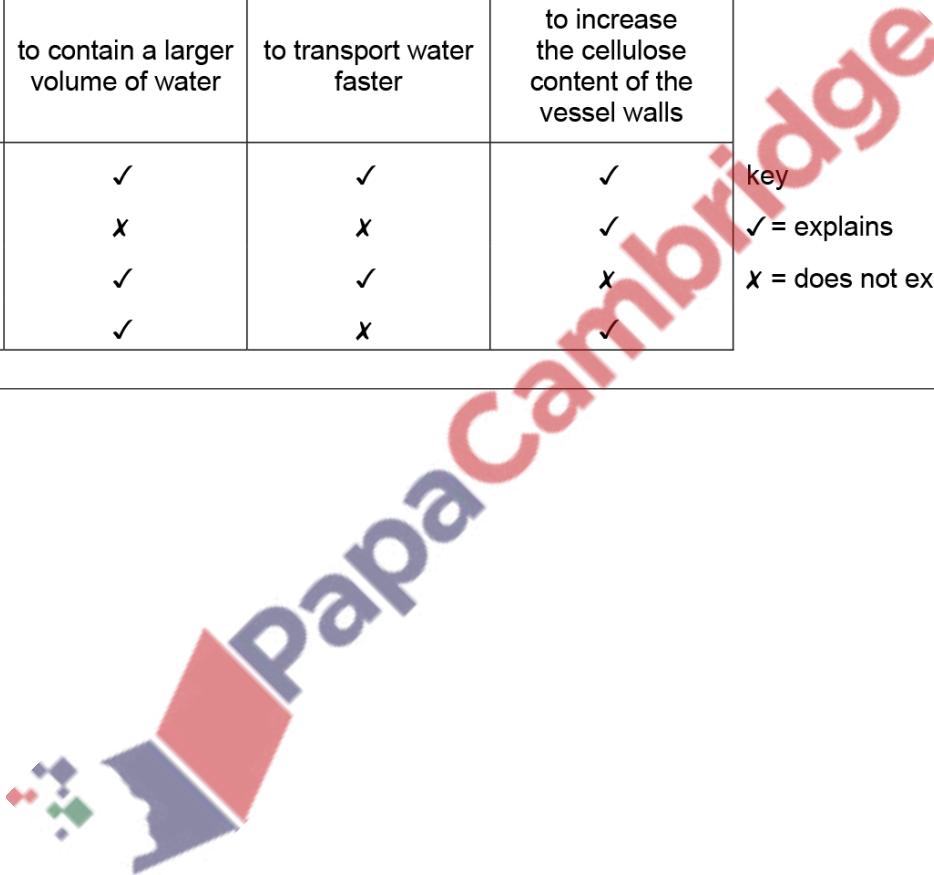 to contain a larger
volume of water
to transport water
faster
to increase
the cellulose
content of the
vessel walls
✓ ✓ ✓ key
✗ ✗ ✓ ✓ = explains
✓ ✓ ✗ ✗ = does not ex
✓ ✗ ✓
PapaCambridge